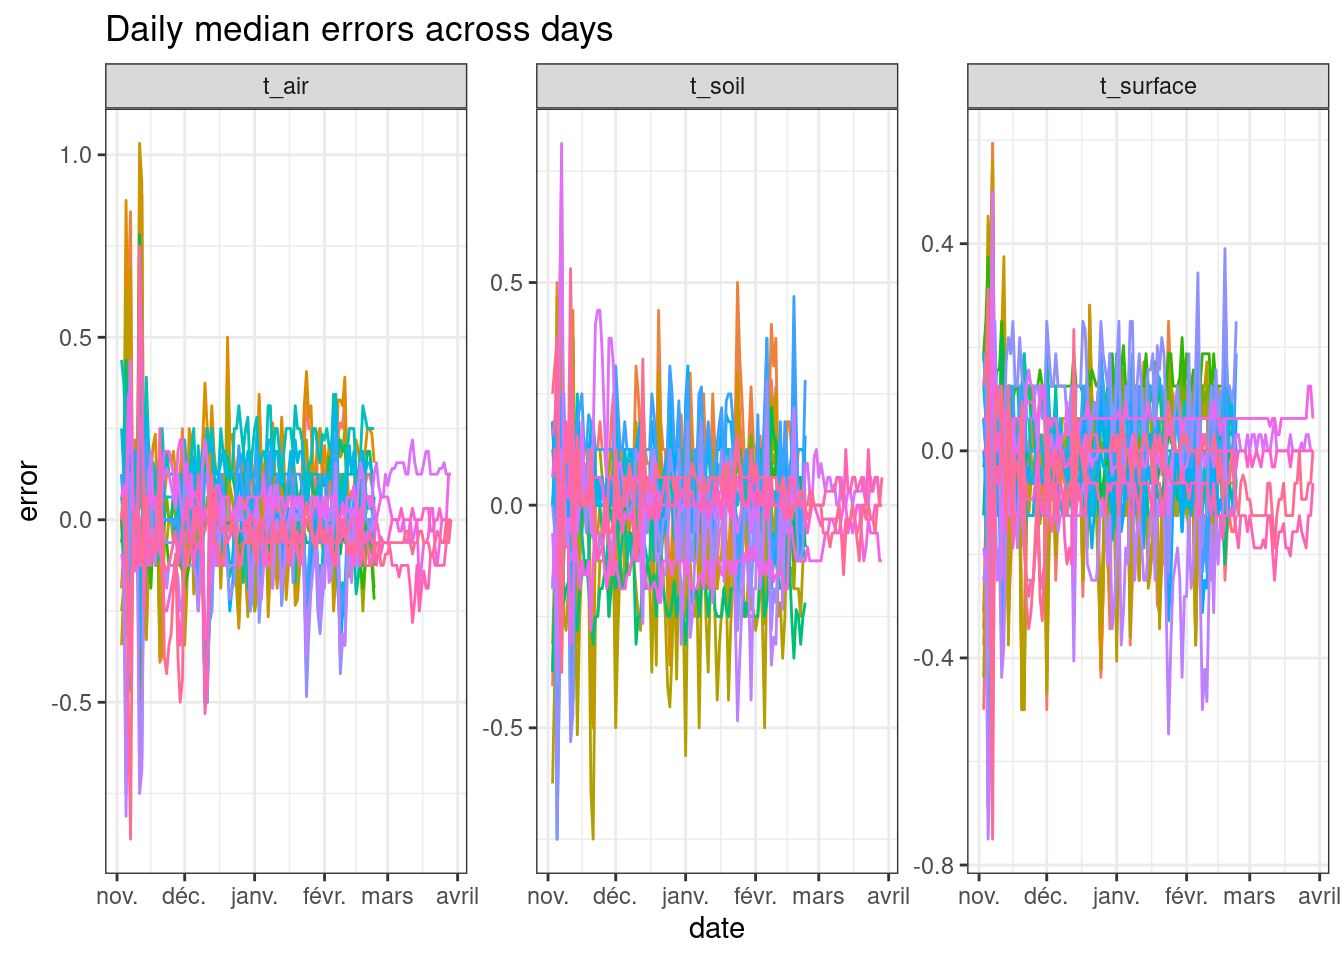 Daily median errors across days
t_air
t_soil
t_surface
error
1.0
0.5
0.0
-0.5
0.5
0.0
-0.5
0.4
0.0
-0.4
-0.8
nov. déc. janv. févr. mars avril
nov. déc. janv. févr. mars avril
nov. déc. janv. févr. mars avril
date